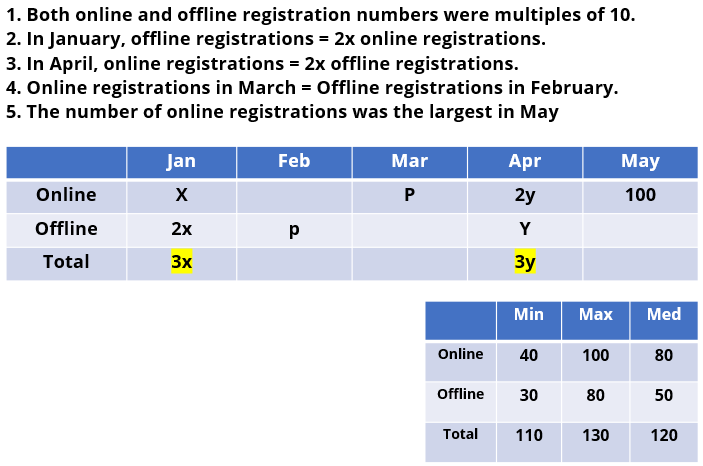 1. Both online and offline registration numbers were multiples of 10.
2. In January, offline registrations = 2x online registrations.
3. In April, online registrations = 2x offline registrations.
4. Online registrations in March = Offline registrations in February.
5. The number of online registrations was the largest in May
Jan Feb Mar Apr May
Online X P 2y 100
Offline 2x p Y
Total 3x 3y
Min Max Med
Online 40 100 80
Offline 30 80 50
Total 110 130 120